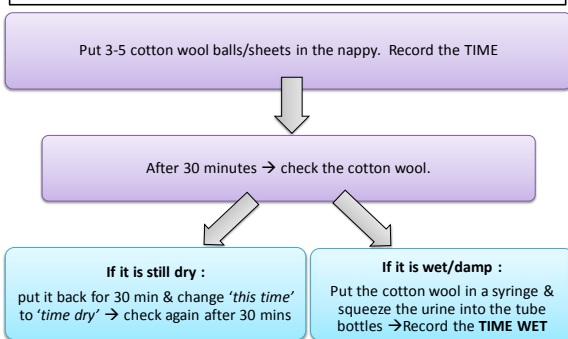 Put 3-5 cotton wool balls/sheets in the nappy.  Record the TIME
After 30 minutes → check the cotton wool.
If it is still dry :
put it back for 30 min & change ‘this time’
to ‘time dry’ → check again after 30 mins
If it is wet/damp :
Put the cotton wool in a syringe &
squeeze the urine into the tube
bottles →Record the TIME WET